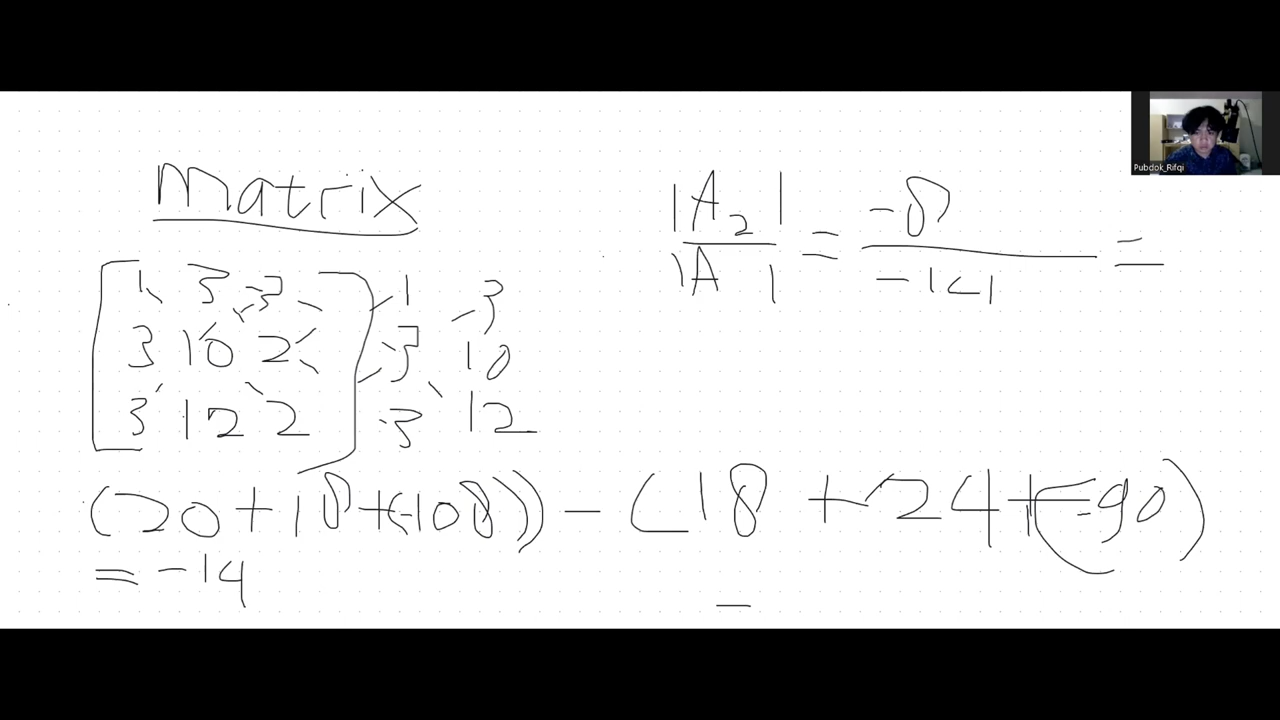 Matrix
1 3 -3 1 3
3 10 2 3 10
3 12 2 3 12
(20+18+(-108)) - (18 + 24+(-90)
= -14
|A2| = -8 =
|A | -14
Pubdok_Rifqi